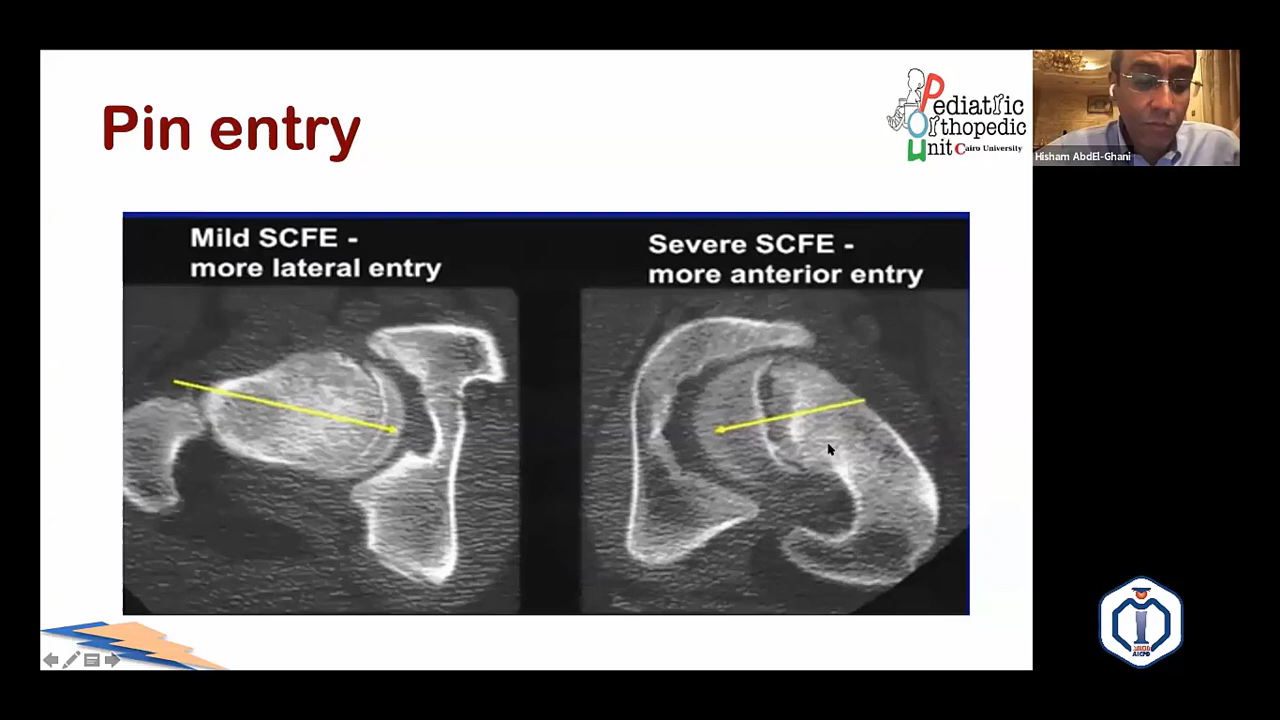 Pin entry
Pediatric
Orthopedic
Unit Cairo University
Hisham AbdEl-Ghani
Mild SCFE -
more lateral entry
Severe SCFE -
more anterior entry